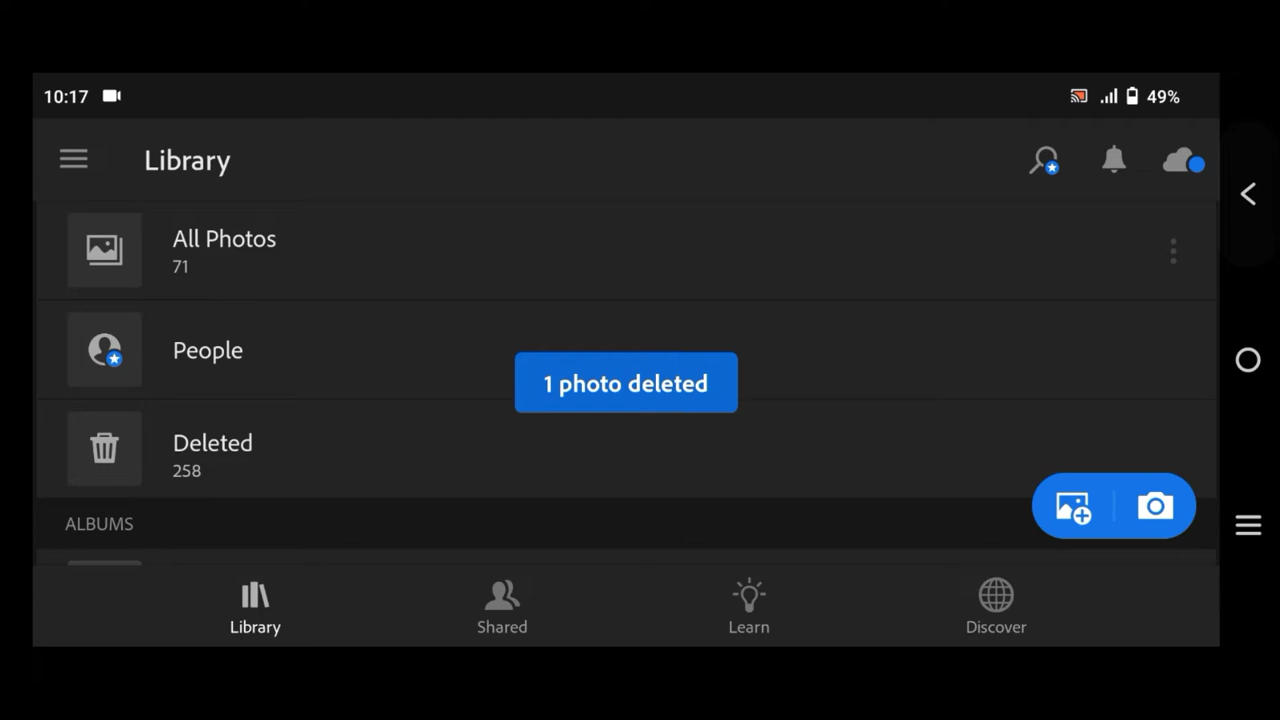 10:17
49%
Library
All Photos
71
People
1 photo deleted
Deleted
258
ALBUMS
Library
Shared
Learn
Discover